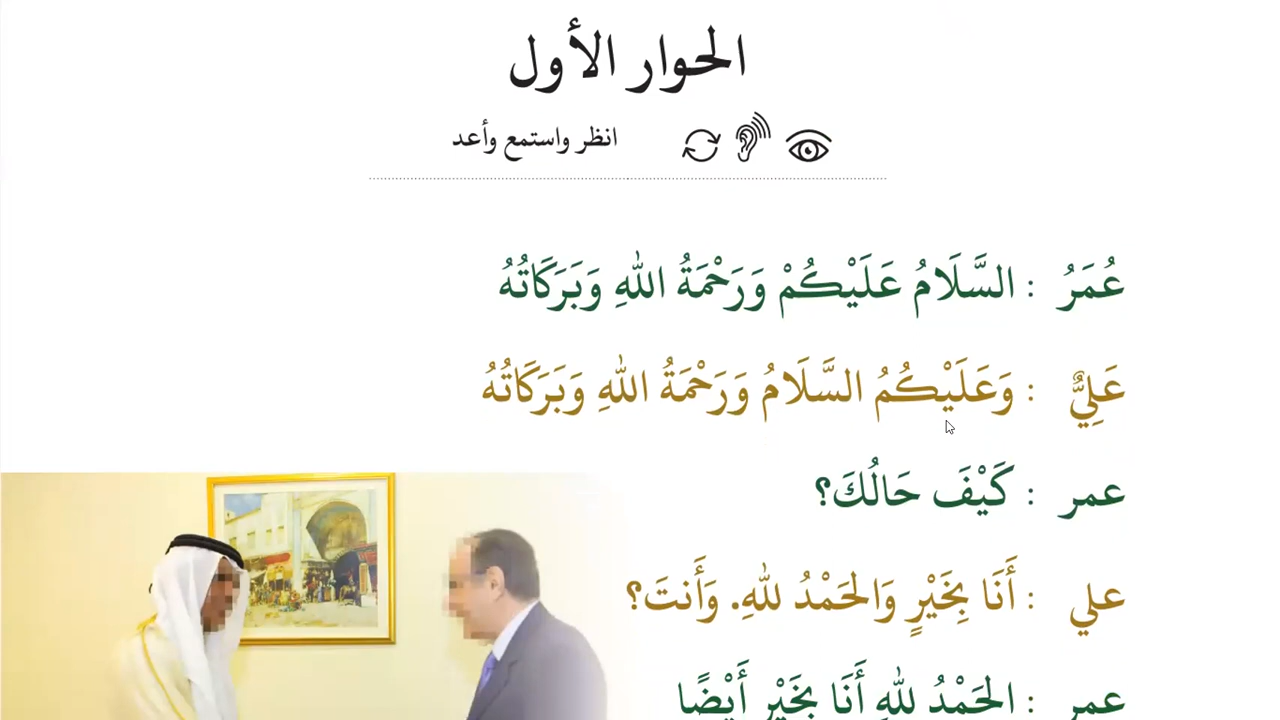 الحوار الأول
انظر واستمع وأعد
عُمَرُ : السَّلَامُ عَلَيْكُمْ وَرَحْمَةُ اللهِ وَبَرَكَاتُهُ
عَلِيٌّ : وَعَلَيْكُمُ السَّلَامُ وَرَحْمَةُ اللهِ وَبَرَكَاتُهُ
عمر : كَيْفَ حَالُكَ؟
علي : أَنَا بِخَيْرٍ وَالحَمْدُ للهِ. وَأَنتَ؟
عمر : الحَمْدُ للهِ أَنَا بِخَيْرٍ أَيْضًا